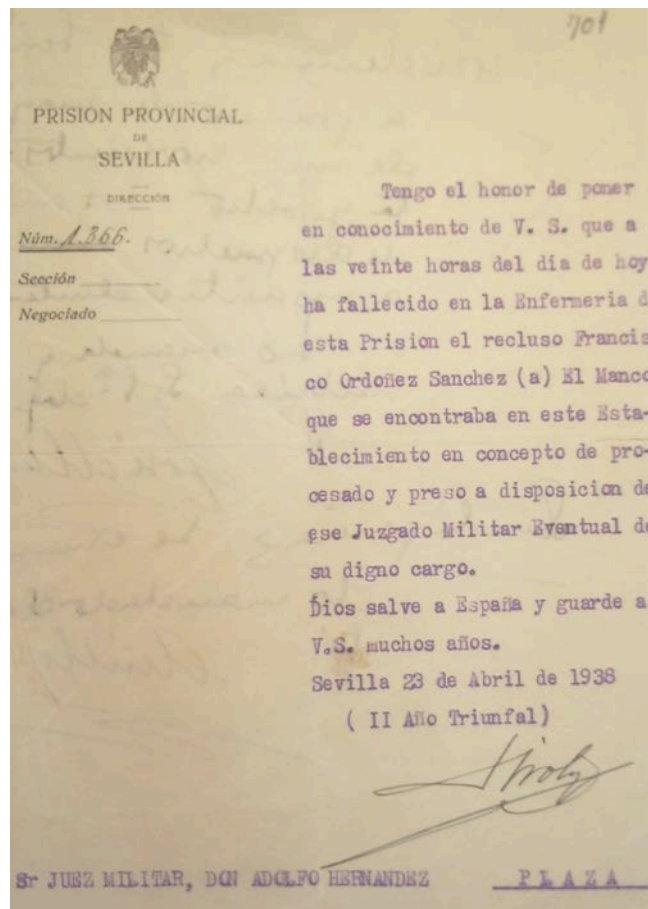 701
PRISION PROVINCIAL
DE
SEVILLA
DIRECCIÓN
Núm. 1.366.
Sección
Negociado
Tengo el honor de poner
en conocimiento de V. S. que a
las veinte horas del dia de hoy
ha fallecido en la Enfermeria d
esta Prision el recluso Francis
co Ordoñez Sanchez (a) El Manco
que se encontraba en este Esta-
blecimiento en concepto de pro-
cesado y preso a disposicion de
ese Juzgado Militar Eventual de
su digno cargo.
Dios salve a España y guarde a
V.S. muchos años.
Sevilla 23 de Abril de 1938
( II Año Triunfal)
Sr JUEZ MILITAR, DON ADOLFO HERNANDEZ PLAZA